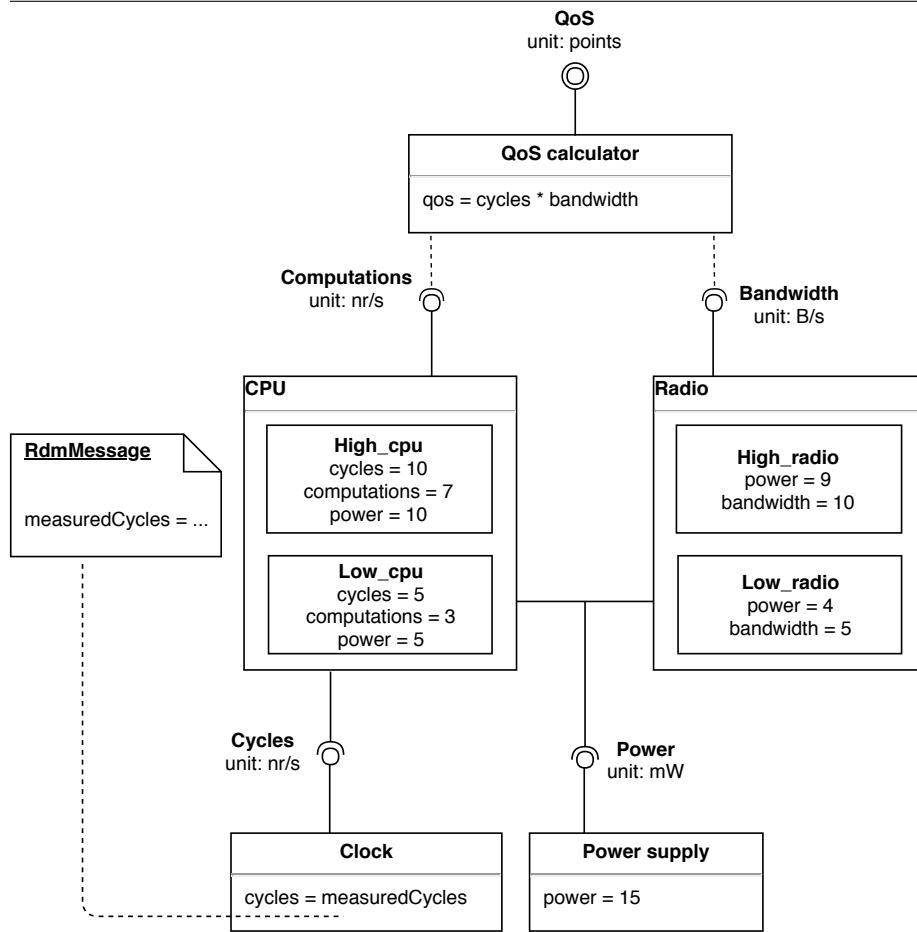 QoS
unit: points
QoS calculator
qos = cycles * bandwidth
Computations
unit: nr/s
Bandwidth
unit: B/s
CPU
High_cpu
cycles = 10
computations = 7
power = 10
Low_cpu
cycles = 5
computations = 3
power = 5
Radio
High_radio
power = 9
bandwidth = 10
Low_radio
power = 4
bandwidth = 5
RdmMessage
measuredCycles = ...
Cycles
unit: nr/s
Power
unit: mW
Clock
cycles = measuredCycles
Power supply
power = 15